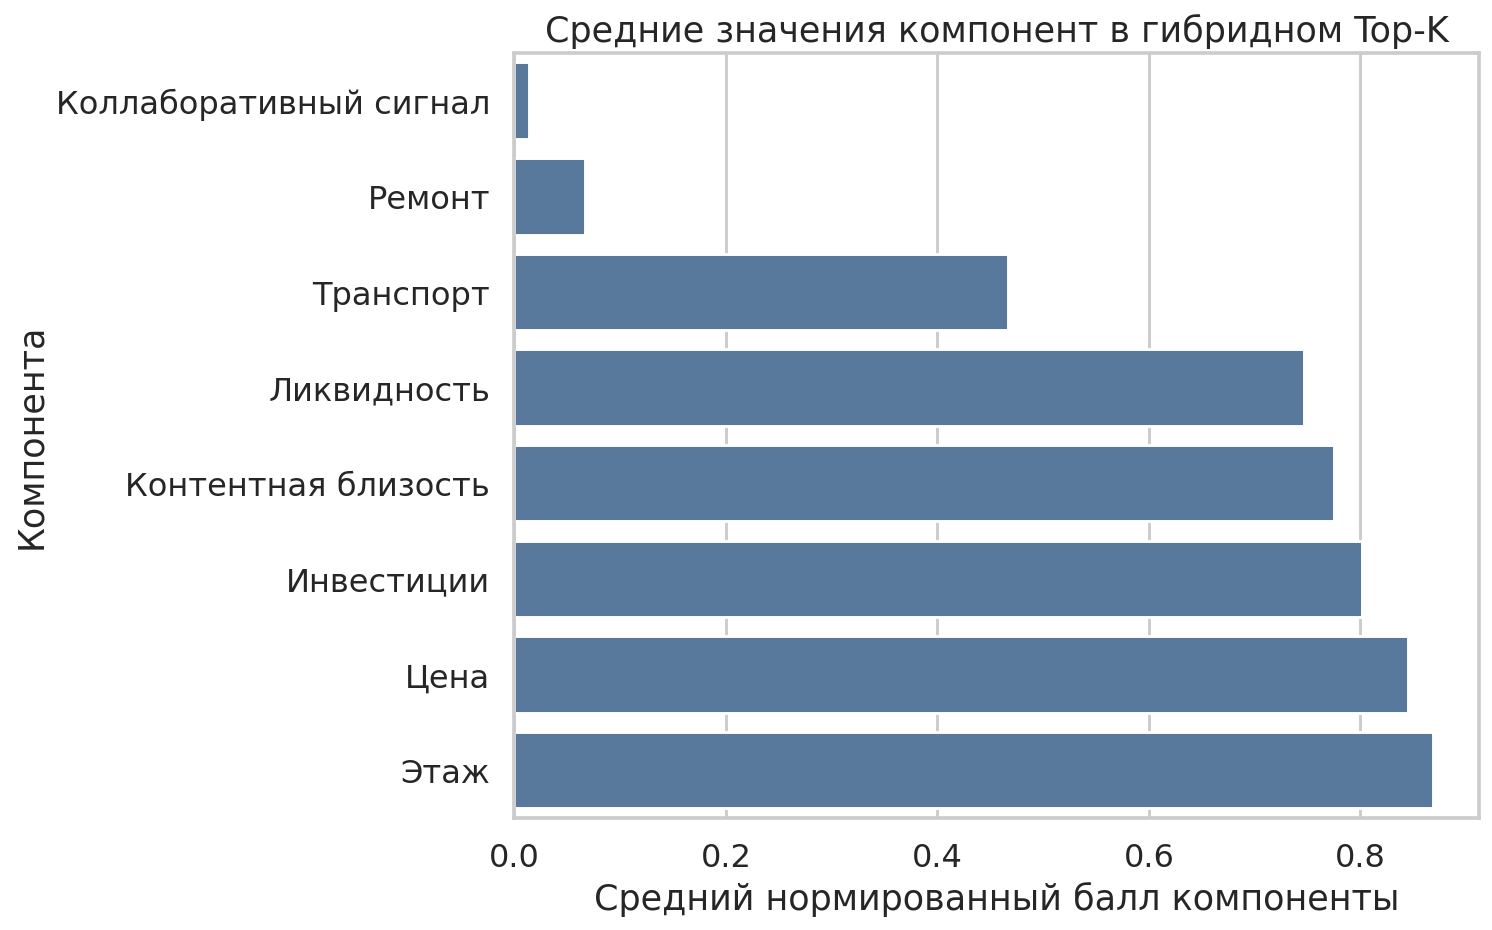 Средние значения компонент в гибридном Top-K
Компонента
Коллаборативный сигнал
Ремонт
Транспорт
Ликвидность
Контентная близость
Инвестиции
Цена
Этаж
0.0 0.2 0.4 0.6 0.8
Средний нормированный балл компоненты